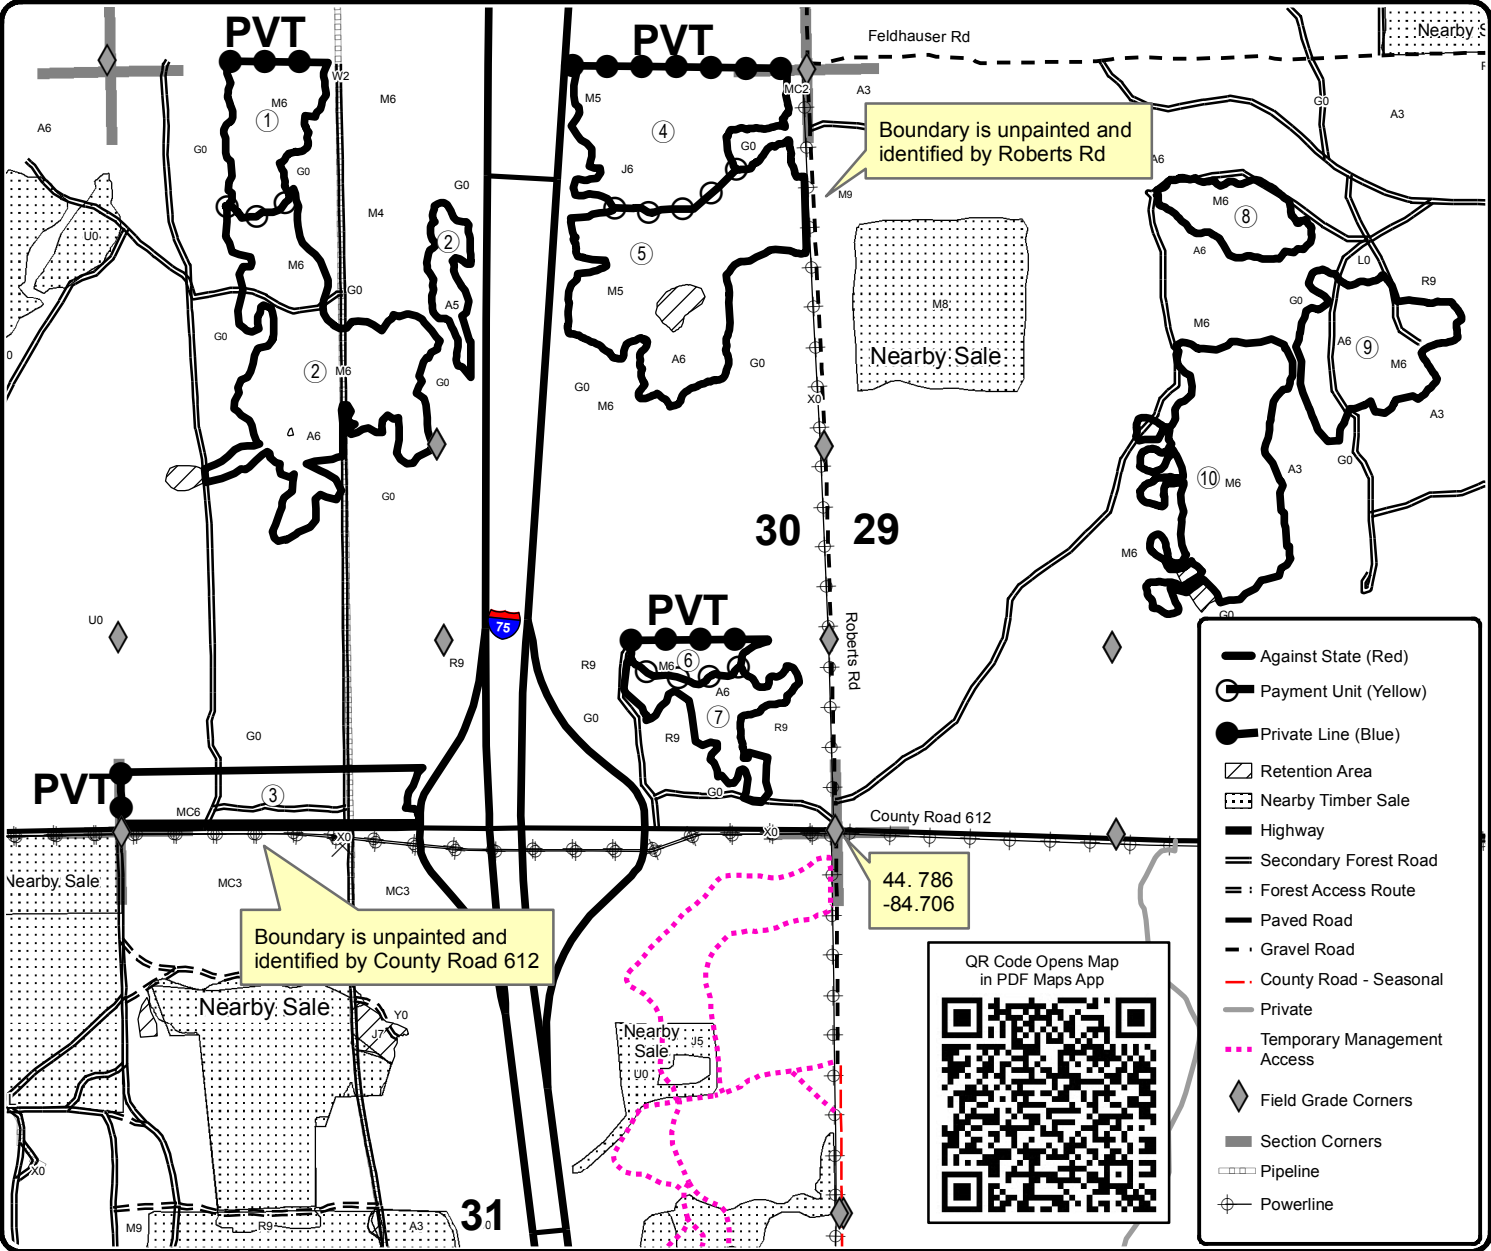 PVT
PVT
Feldhauser Rd
Nearby S
W2
M6
M6
M5
MC2
A3
G0
A3
A6
1
4
G0
Boundary is unpainted and
identified by Roberts Rd
G0
G0
J6
G0
A6
M9
M4
M6
8
U0
2
5
A6
M6
L0
G0
M5
A5
G0
R9
M8
M6
G0
A6
9
M6
Nearby Sale
A6
G0
2
M6
G0
G0
M6
X0
A3
A6
G0
A3
10
M6
G0
30
29
M6
PVT
G0
U0
75
Roberts Rd
R9
R9
M6
6
A6
7
G0
R9
R9
G0
PVT
3
MC6
G0
County Road 612
X0
X0
Nearby Sale
MC3
MC3
44. 786
-84.706
Boundary is unpainted and
identified by County Road 612
Nearby Sale
Y0
J7
Nearby
Sale
J5
U0
X0
M9
R9
A3
31
0
QR Code Opens Map
in PDF Maps App
Against State (Red)
Payment Unit (Yellow)
Private Line (Blue)
Retention Area
Nearby Timber Sale
Highway
Secondary Forest Road
Forest Access Route
Paved Road
Gravel Road
County Road - Seasonal
Private
Temporary Management
Access
Field Grade Corners
Section Corners
Pipeline
Powerline